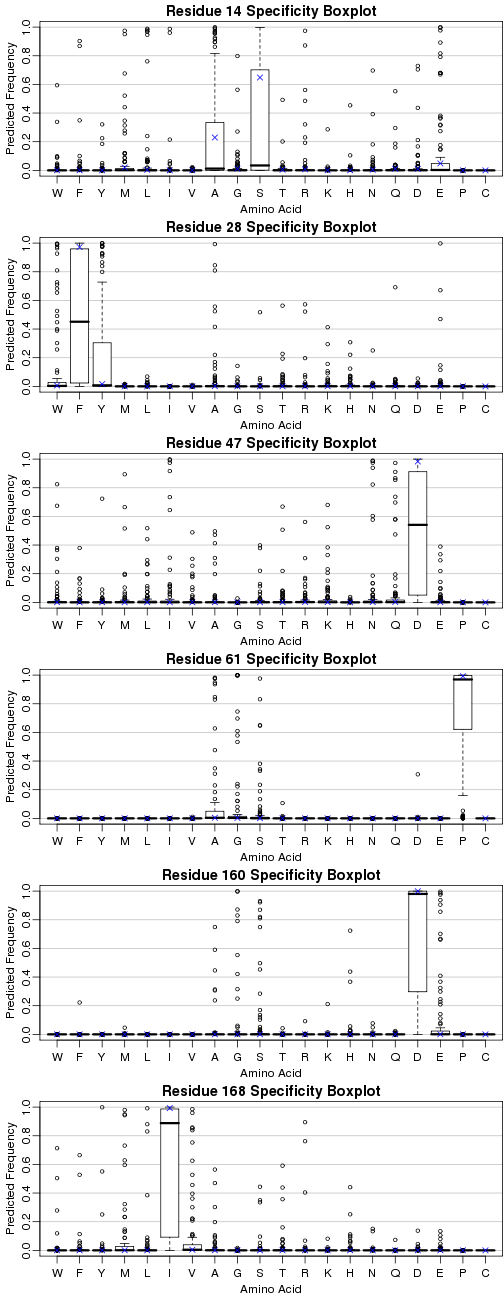 Residue 14 Specificity Boxplot
Predicted Frequency
0.0 0.2 0.4 0.6 0.8 1.0
W F Y M L I V A G S T R K H N Q D E P C
Amino Acid
Residue 28 Specificity Boxplot
Predicted Frequency
0.0 0.2 0.4 0.6 0.8 1.0
W F Y M L I V A G S T R K H N Q D E P C
Amino Acid
Residue 47 Specificity Boxplot
Predicted Frequency
0.0 0.2 0.4 0.6 0.8 1.0
W F Y M L I V A G S T R K H N Q D E P C
Amino Acid
Residue 61 Specificity Boxplot
Predicted Frequency
0.0 0.2 0.4 0.6 0.8 1.0
W F Y M L I V A G S T R K H N Q D E P C
Amino Acid
Residue 160 Specificity Boxplot
Predicted Frequency
0.0 0.2 0.4 0.6 0.8 1.0
W F Y M L I V A G S T R K H N Q D E P C
Amino Acid
Residue 168 Specificity Boxplot
Predicted Frequency
0.0 0.2 0.4 0.6 0.8 1.0
W F Y M L I V A G S T R K H N Q D E P C
Amino Acid